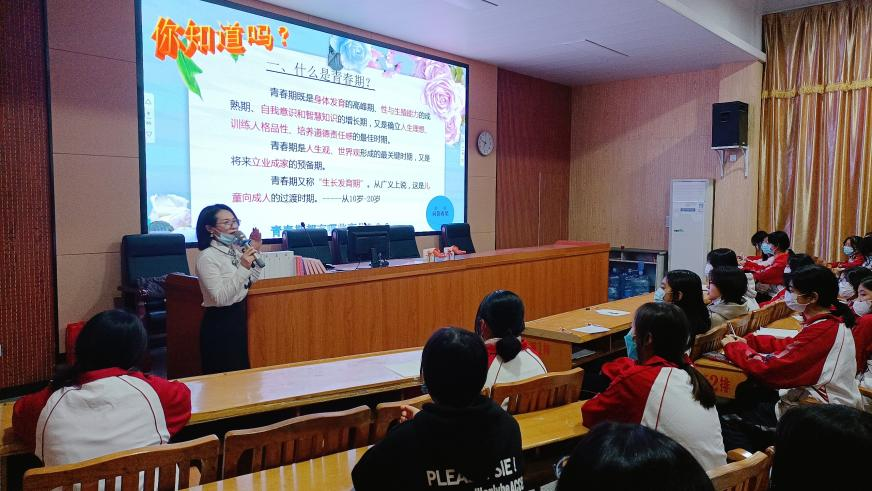 你知道吗？
二、什么是青春期？
青春期既是身体发育的高峰期、性与生殖能力的成
熟期、自我意识和智慧知识的增长期，又是确立人生理想、
训练人格品性、培养道德责任感的最佳时期。
青春期是人生观、世界观形成的最关键时期，又是
将来立业成家的预备期。
青春期又称“生长发育期”。从广义上说，这是儿
童向成人的过渡时期。-----从10岁-20岁
2排
PLEA SIE !